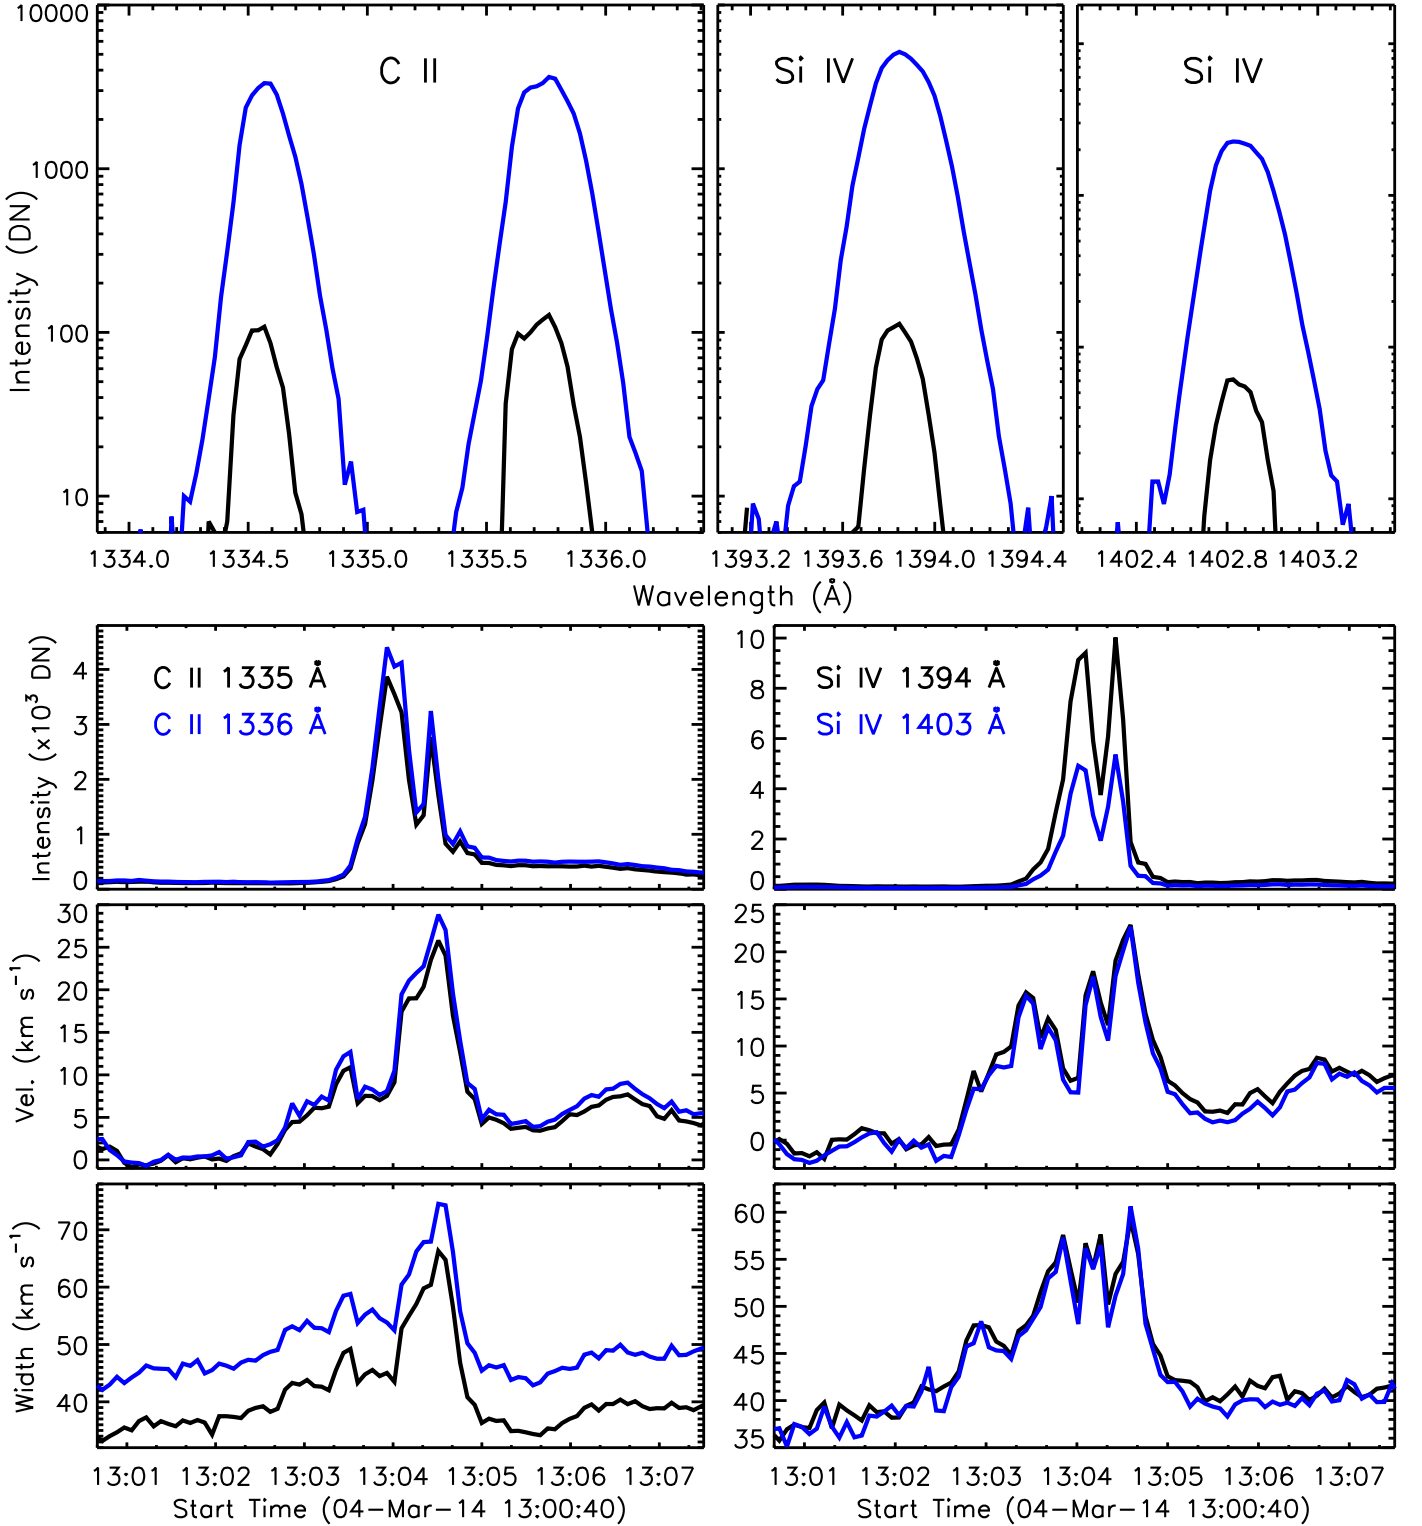 10000
1000
100
10
Intensity (DN)
C II
Si IV
Si IV
1334.0 1334.5 1335.0 1335.5 1336.0
1393.2 1393.6 1394.0 1394.4
1402.4 1402.8 1403.2
Wavelength (Å)
4
3
2
1
0
Intensity (x10³ DN)
C II 1335 Å
C II 1336 Å
10
8
6
4
2
0
Si IV 1394 Å
Si IV 1403 Å
30
25
20
15
10
5
0
Vel. (km s⁻¹)
25
20
15
10
5
0
70
60
50
40
Width (km s⁻¹)
60
55
50
45
40
35
13:01 13:02 13:03 13:04 13:05 13:06 13:07
Start Time (04-Mar-14 13:00:40)
13:01 13:02 13:03 13:04 13:05 13:06 13:07
Start Time (04-Mar-14 13:00:40)